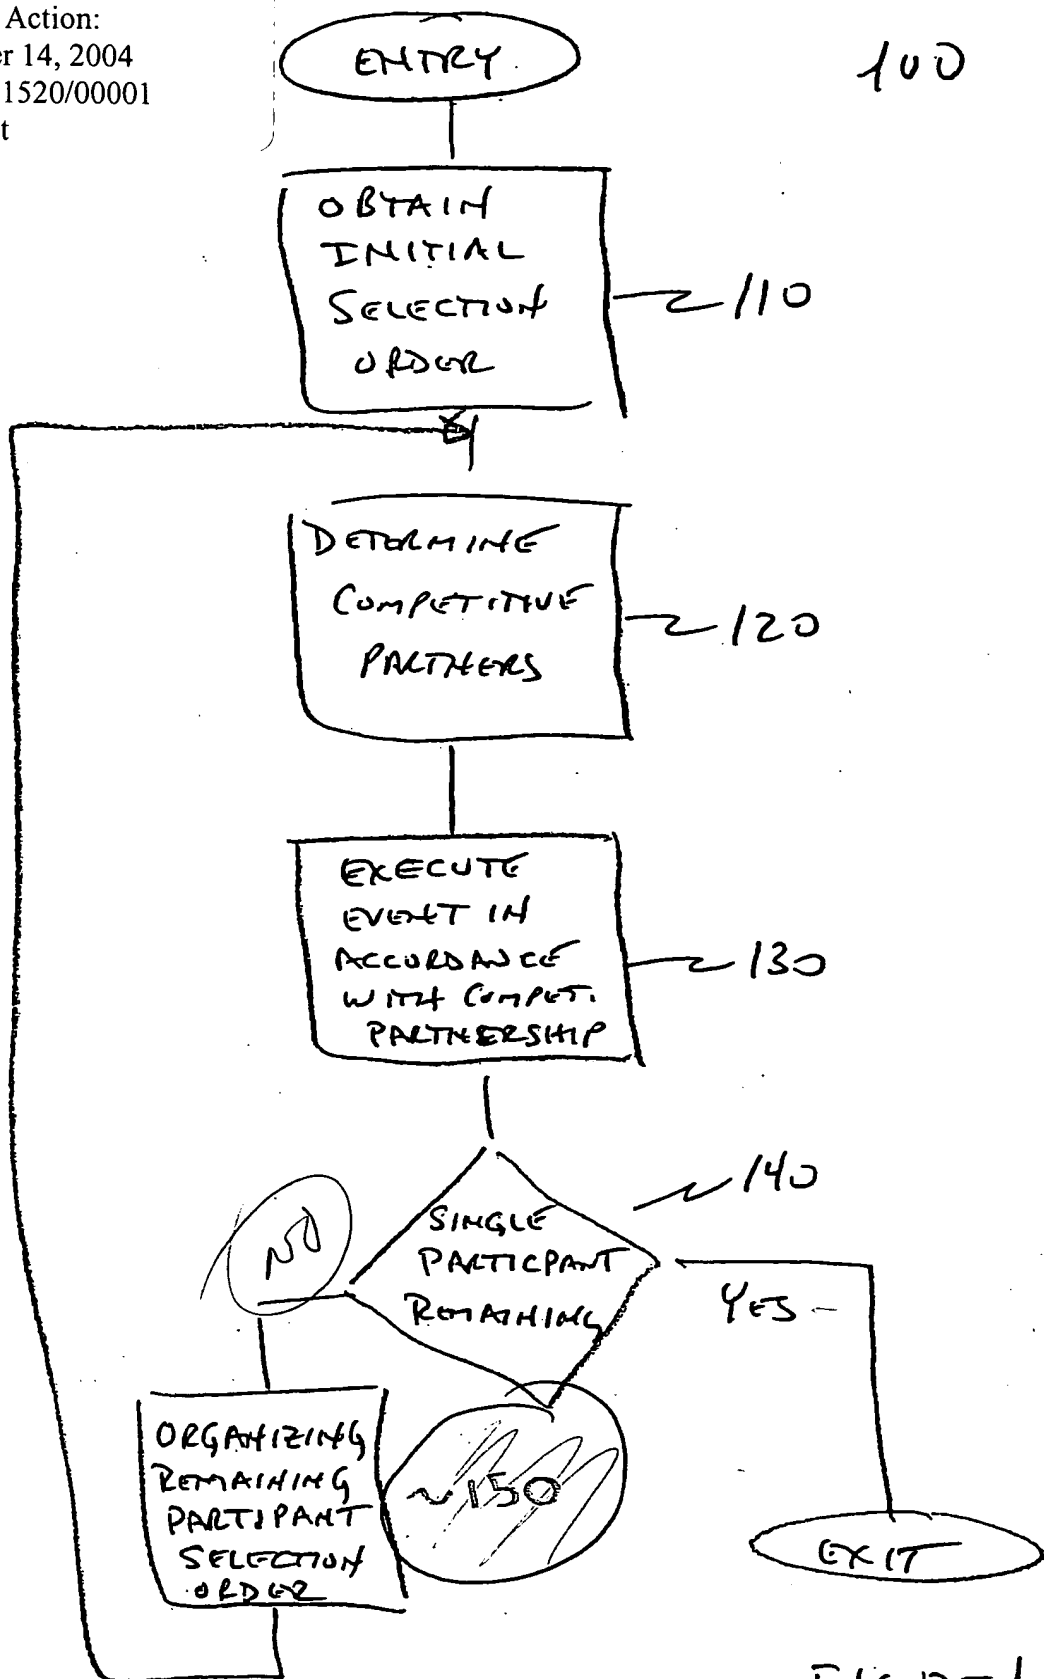 Action:
er 14, 2004
1520/00001
t
ENTRY
100
OBTAIN
INITIAL
SELECTION
ORDER
110
DETERMINE
COMPETITIVE
PARTNERS
120
EXECUTE
EVENT IN
ACCORDANCE
WITH COMPET.
PARTNERSHIP
130
140
SINGLE
PARTICPANT
REMAINING
NO
YES
ORGANIZING
REMAINING
PARTIPANT
SELECTION
ORDER
~150
EXIT